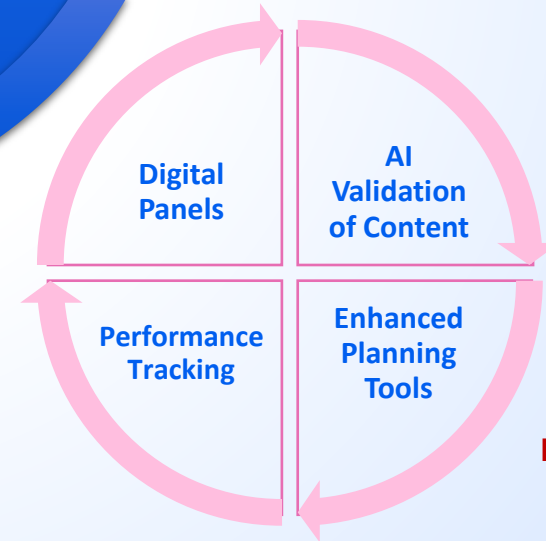 Digital
Panels
AI
Validation
of Content
Performance
Tracking
Enhanced
Planning
Tools